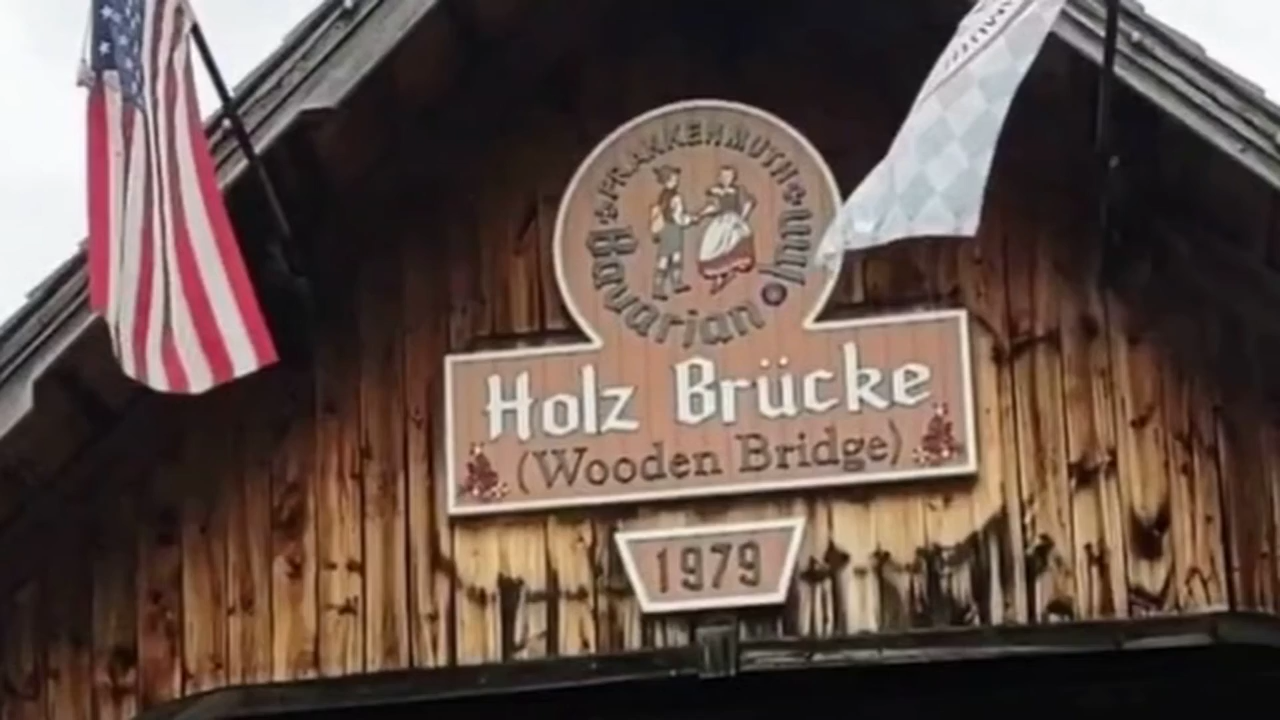 FRANKENMUTH
Bavarian Inn
Holz Brücke
(Wooden Bridge)
1979